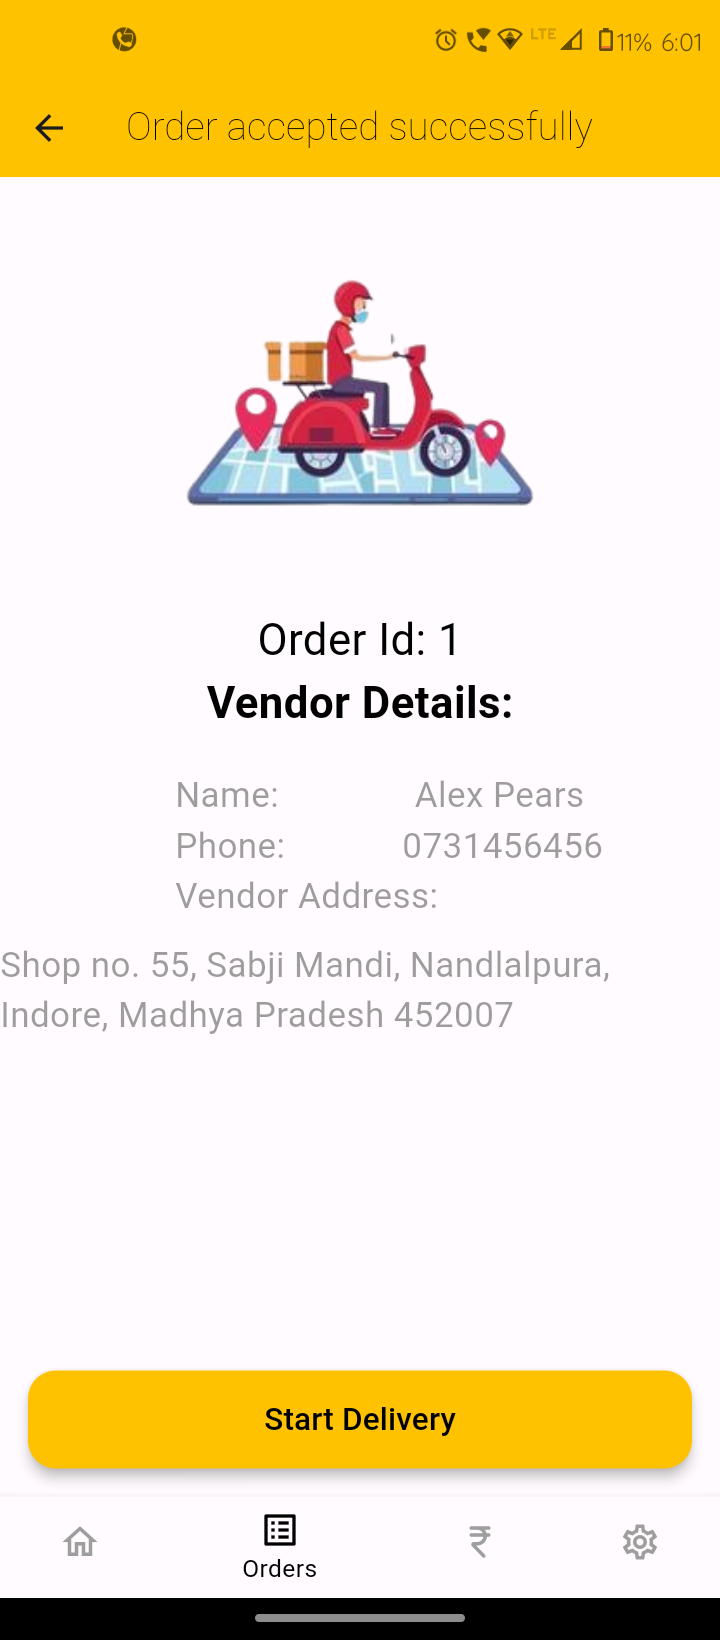 LTE 11% 6:01
Order accepted successfully
Order Id: 1
Vendor Details:
Name: Alex Pears
Phone: 0731456456
Vendor Address:
Shop no. 55, Sabji Mandi, Nandlalpura,
Indore, Madhya Pradesh 452007
Start Delivery
Orders